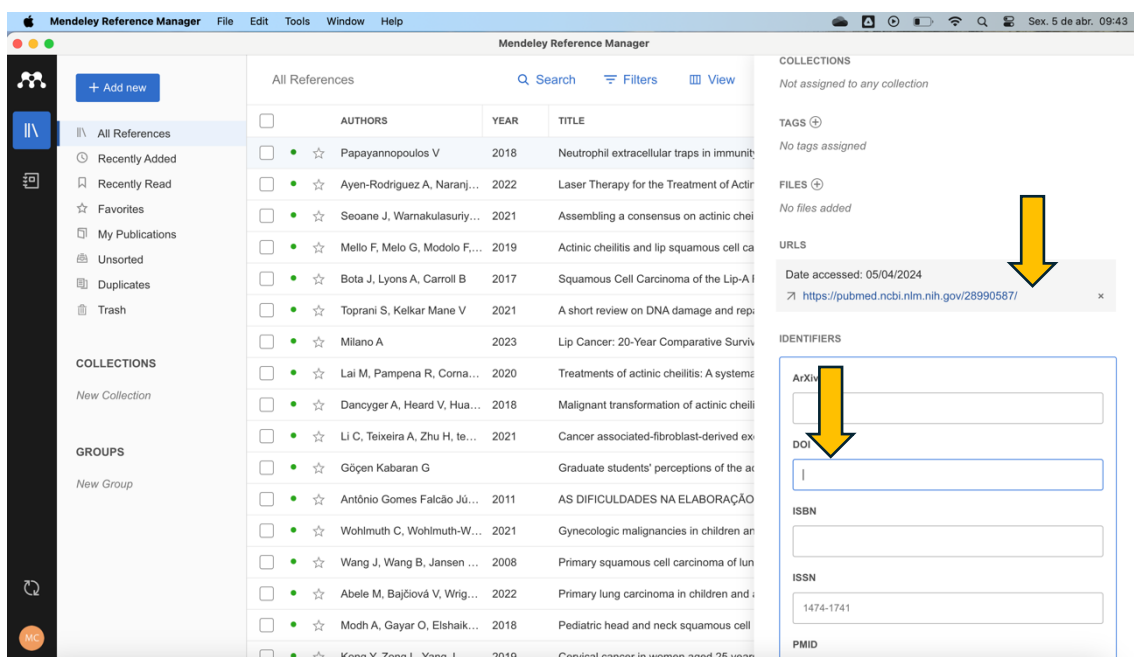 Mendeley Reference Manager File Edit Tools Window Help Sex. 5 de abr. 09:43
Mendeley Reference Manager
+ Add new
All References
Recently Added
Recently Read
Favorites
My Publications
Unsorted
Duplicates
Trash
COLLECTIONS
New Collection
GROUPS
New Group
MC
All References Search Filters View
AUTHORS YEAR TITLE
Papayannopoulos V 2018 Neutrophil extracellular traps in immunity
Ayen-Rodriguez A, Naranj... 2022 Laser Therapy for the Treatment of Actin
Seoane J, Warnakulasuriy... 2021 Assembling a consensus on actinic chei
Mello F, Melo G, Modolo F,... 2019 Actinic cheilitis and lip squamous cell ca
Bota J, Lyons A, Carroll B 2017 Squamous Cell Carcinoma of the Lip-A
Toprani S, Kelkar Mane V 2021 A short review on DNA damage and repa
Milano A 2023 Lip Cancer: 20-Year Comparative Surviv
Lai M, Pampena R, Corna... 2020 Treatments of actinic cheilitis: A systema
Dancyger A, Heard V, Hua... 2018 Malignant transformation of actinic cheili
Li C, Teixeira A, Zhu H, te... 2021 Cancer associated-fibroblast-derived exo
Göçen Kabaran G Graduate students' perceptions of the ac
Antônio Gomes Falcão Jú... 2011 AS DIFICULDADES NA ELABORAÇÃO
Wohlmuth C, Wohlmuth-W... 2021 Gynecologic malignancies in children an
Wang J, Wang B, Jansen ... 2008 Primary squamous cell carcinoma of lun
Abele M, Bajčiová V, Wrig... 2022 Primary lung carcinoma in children and a
Modh A, Gayar O, Elshaik... 2018 Pediatric head and neck squamous cell
Kong Y, Zong L, Yang J, 2019 Cervical cancer in women aged 25 years
COLLECTIONS
Not assigned to any collection
TAGS
No tags assigned
FILES
No files added
URLS
Date accessed: 05/04/2024
https://pubmed.ncbi.nlm.nih.gov/28990587/ ×
IDENTIFIERS
ArXiv
DOI
ISBN
ISSN
1474-1741
PMID